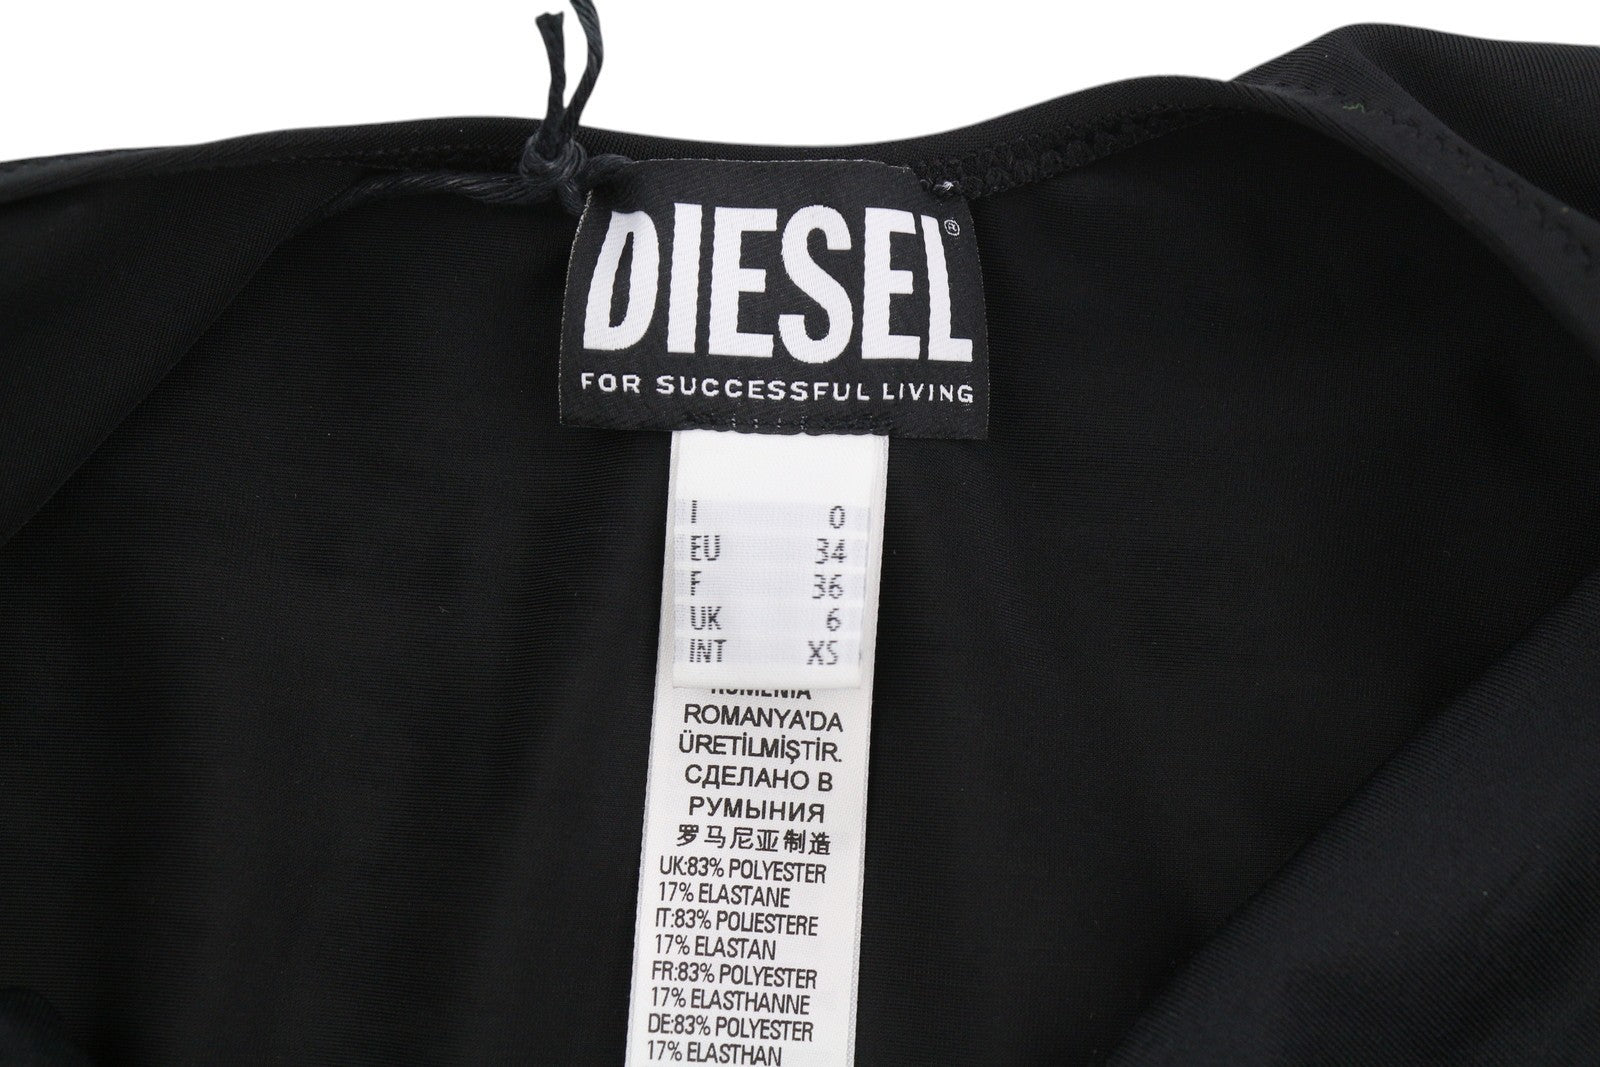 DIESEL®
FOR SUCCESSFUL LIVING
I 0
EU 34
F 36
UK 6
INT XS
ROMANYA'DA
ÜRETİLMİŞTİR.
СДЕЛАНО В
РУМЫНИЯ
罗马尼亚制造
UK:83% POLYESTER
17% ELASTANE
IT:83% POLIESTERE
17% ELASTAN
FR:83% POLYESTER
17% ELASTHANNE
DE:83% POLYESTER
17% ELASTHAN